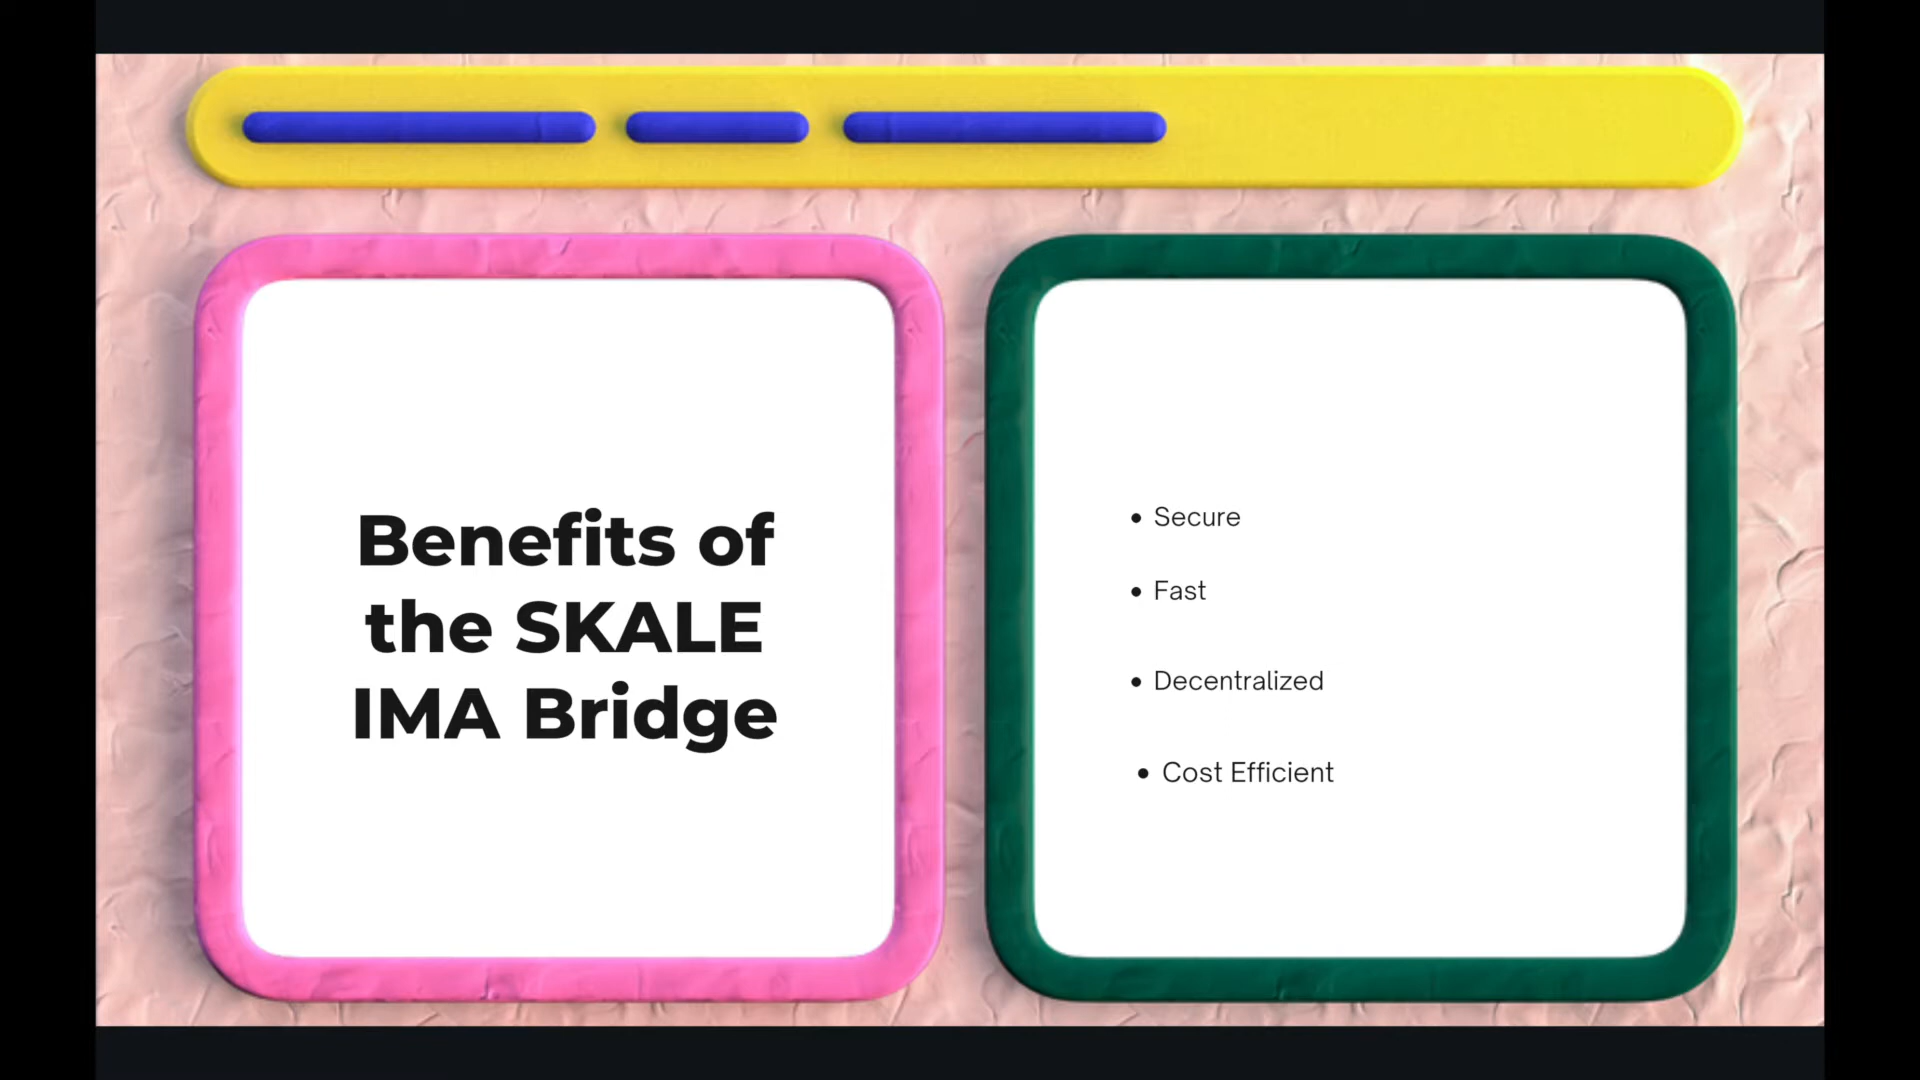 Benefits of
the SKALE
IMA Bridge
• Secure
• Fast
• Decentralized
• Cost Efficient